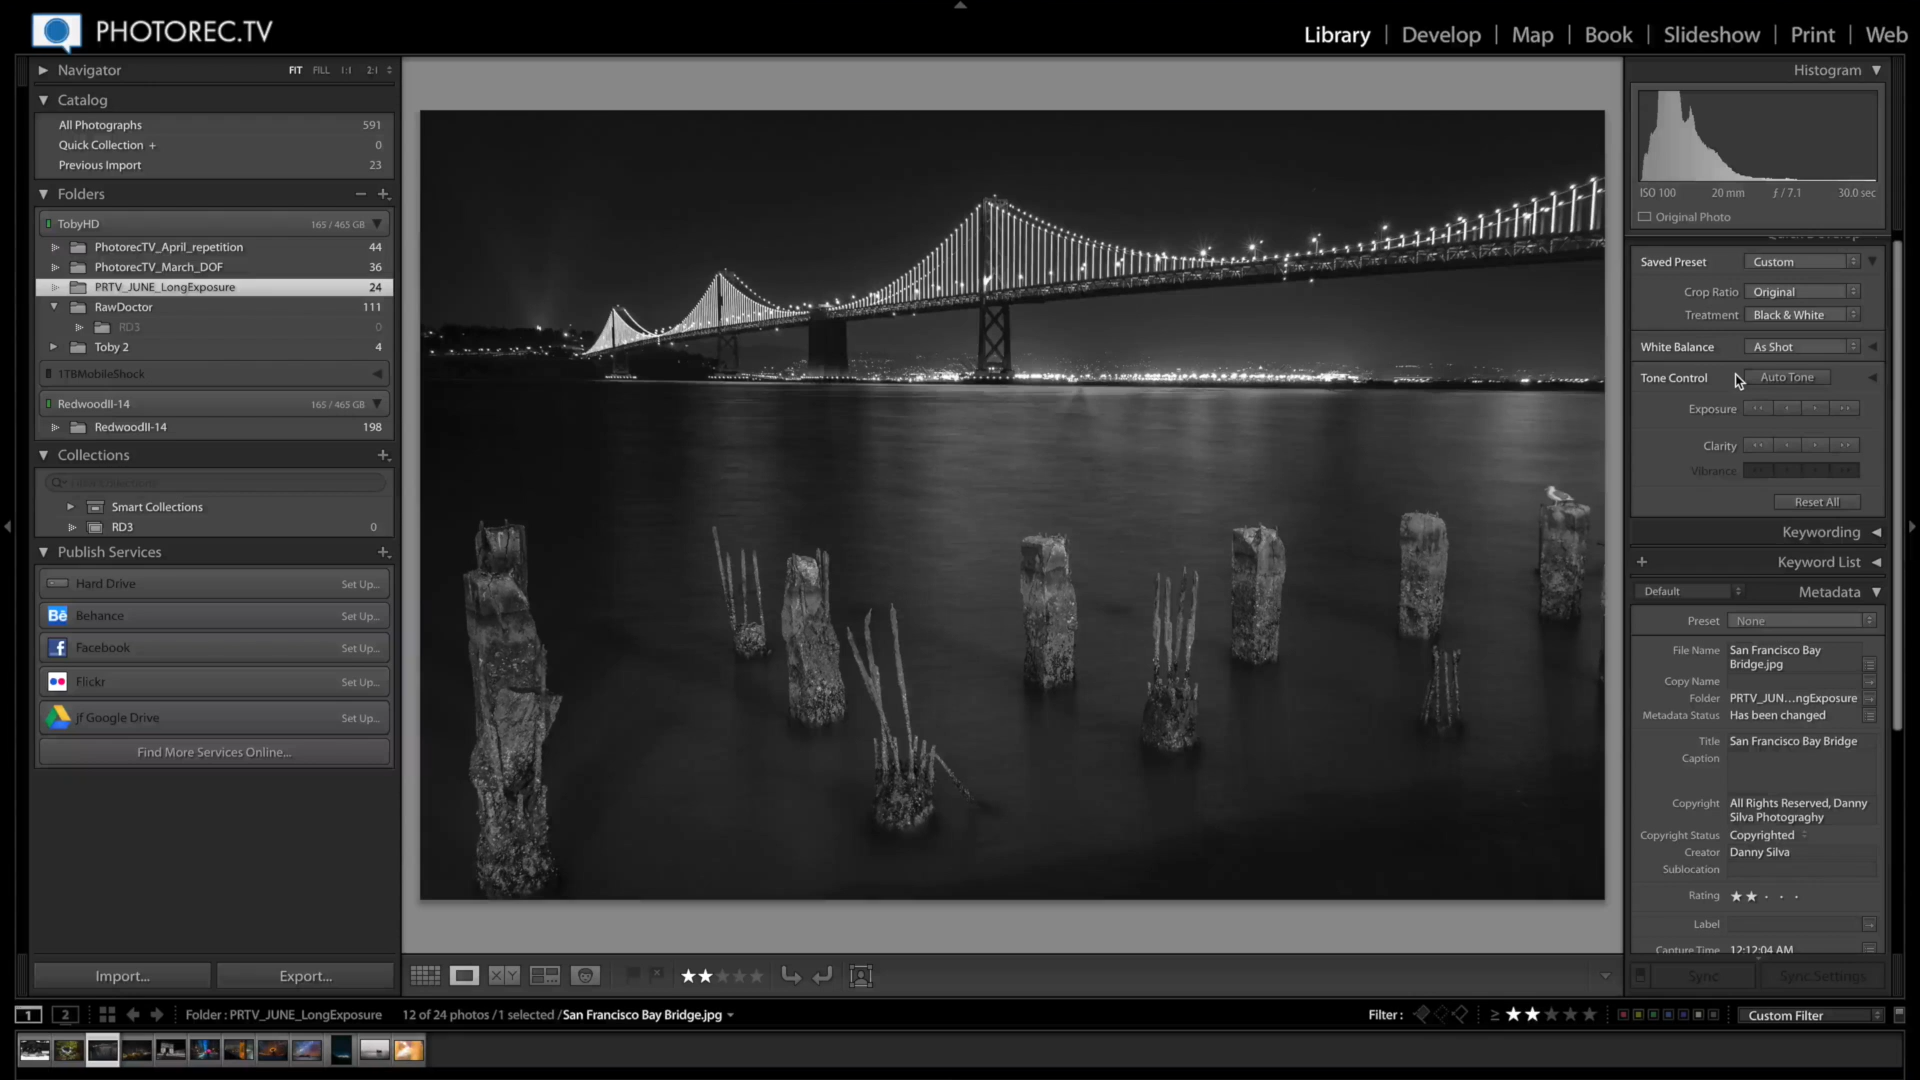 PHOTOREC.TV
Library | Develop | Map | Book | Slideshow | Print | Web
Navigator FIT FILL 1:1 2:1
Catalog
All Photographs 591
Quick Collection + 0
Previous Import 23
Folders
TobyHD 165 / 465 GB
PhotorecTV_April_repetition 44
PhotorecTV_March_DOF 36
PRTV_JUNE_LongExposure 24
RawDoctor 111
RD3 0
Toby 2 4
1TBMobileShock
RedwoodII-14 165 / 465 GB
RedwoodII-14 198
Collections
Smart Collections
RD3 0
Publish Services
Hard Drive Set Up...
Bē Behance Set Up...
f Facebook Set Up...
Flickr Set Up...
jf Google Drive Set Up...
Find More Services Online...
Import... Export...
Histogram
ISO 100 20 mm ƒ / 7.1 30.0 sec
Original Photo
Saved Preset Custom
Crop Ratio Original
Treatment Black & White
White Balance As Shot
Tone Control Auto Tone
Exposure
Clarity
Vibrance
Reset All
Keywording
+ Keyword List
Default Metadata
Preset None
File Name San Francisco Bay
Bridge.jpg
Copy Name
Folder PRTV_JUN...ngExposure
Metadata Status Has been changed
Title San Francisco Bay Bridge
Caption
Copyright All Rights Reserved, Danny
Silva Photograghy
Copyright Status Copyrighted
Creator Danny Silva
Sublocation
Rating ★ ★ · · ·
Label
Capture Time 12:12:04 AM
Sync Sync Settings
X Y
1 2 Folder : PRTV_JUNE_LongExposure 12 of 24 photos / 1 selected / San Francisco Bay Bridge.jpg Filter : ≥ ★★★★★ Custom Filter